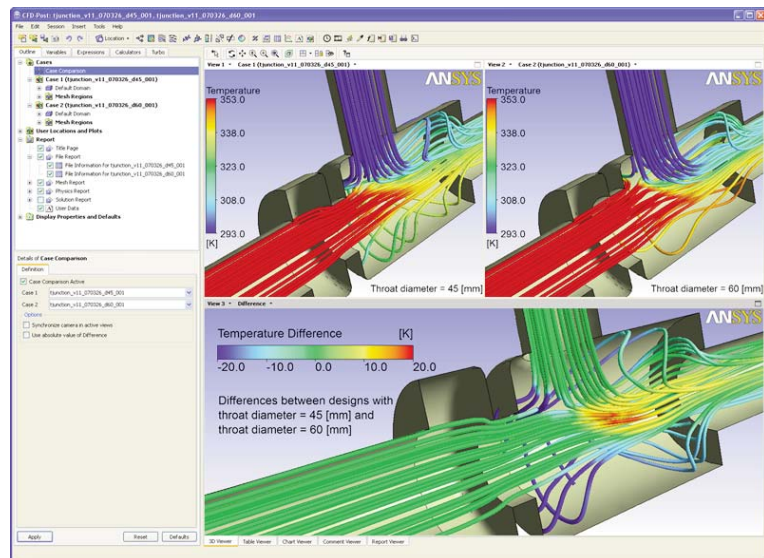 CFD-Post: tjunction_v11_070326_d45_001, tjunction_v11_070326_d60_001
File Edit Session Insert Tools Help
Location
Outline Variables Expressions Calculators Turbo
Cases
Case Comparison
Case 1 (tjunction_v11_070326_d45_001)
Default Domain
Mesh Regions
Case 2 (tjunction_v11_070326_d60_001)
Default Domain
Mesh Regions
User Locations and Plots
Report
Title Page
File Report
File Information for tjunction_v11_070326_d45_001
File Information for tjunction_v11_070326_d60_001
Mesh Report
Physics Report
Solution Report
User Data
Display Properties and Defaults
Details of Case Comparison
Definition
Case Comparison Active
Case 1 tjunction_v11_070326_d45_001
Case 2 tjunction_v11_070326_d60_001
Options
Synchronize camera in active views
Use absolute value of Difference
Apply Reset Defaults
View 1 Case 1 (tjunction_v11_070326_d45_001)
ANSYS
Temperature
353.0
338.0
323.0
308.0
293.0
[K]
Throat diameter = 45 [mm]
View 2 Case 2 (tjunction_v11_070326_d60_001)
ANSYS
Temperature
353.0
338.0
323.0
308.0
293.0
[K]
Throat diameter = 60 [mm]
View 3 Difference
ANSYS
Temperature Difference [K]
-20.0 -10.0 0.0 10.0 20.0
Differences between designs with
throat diameter = 45 [mm] and
throat diameter = 60 [mm]
3D Viewer Table Viewer Chart Viewer Comment Viewer Report Viewer